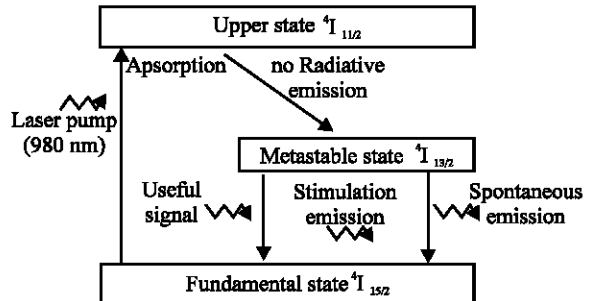 Upper state ⁴I 11/2
Apsorption
no Radiative
emission
Laser pump
(980 nm)
Metastable state ⁴I 13/2
Useful
signal
Stimulation
emission
Spontaneous
emission
Fundamental state ⁴I 15/2